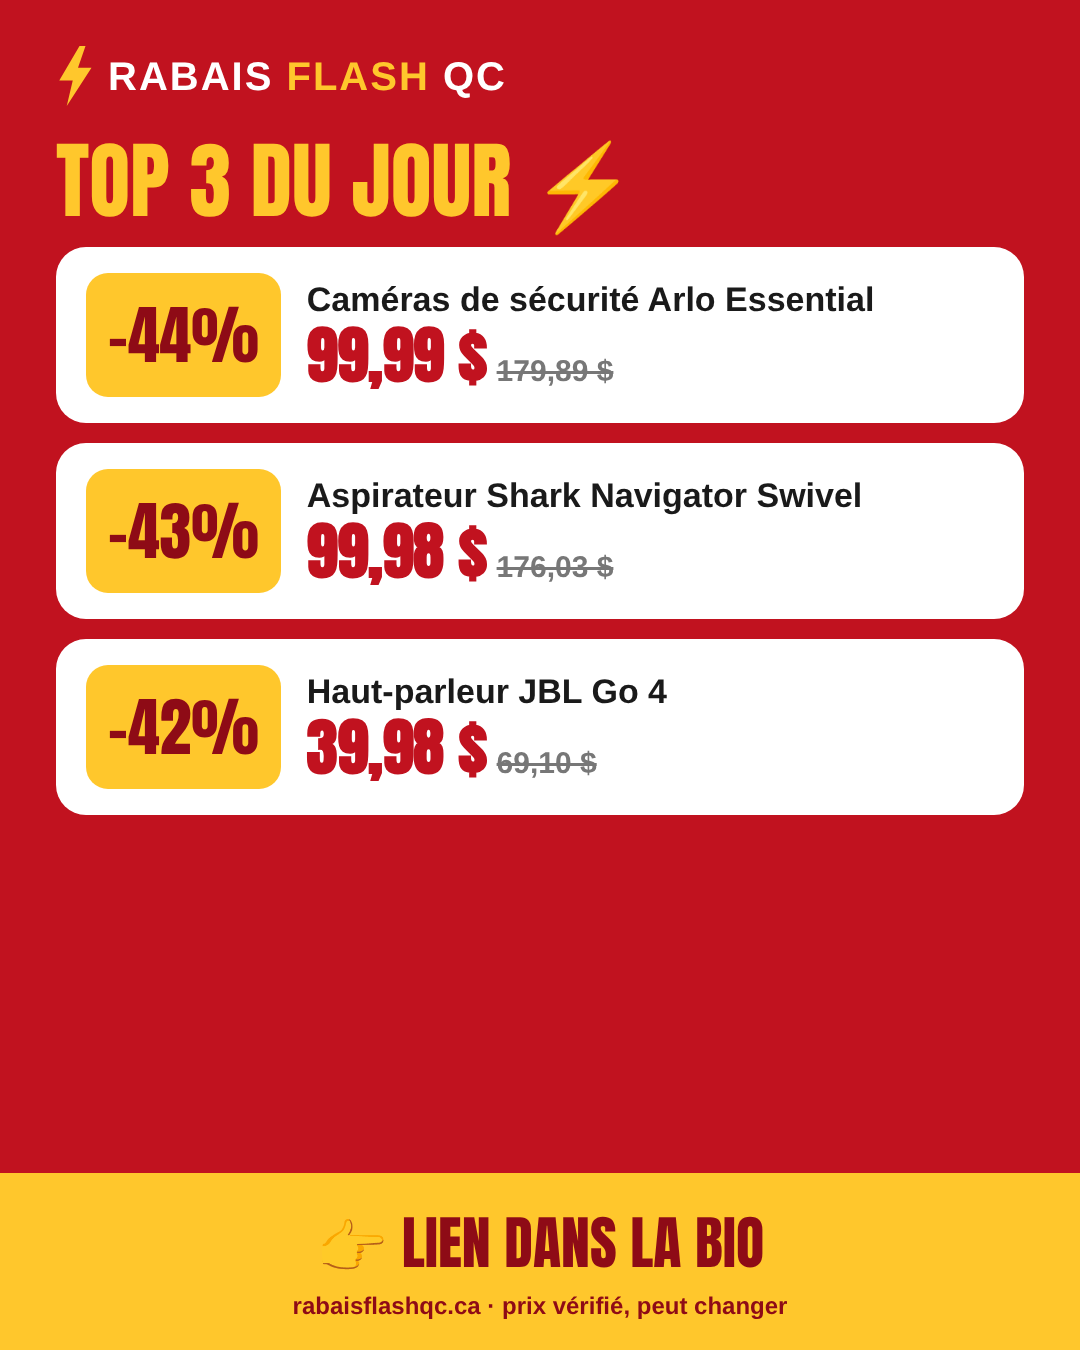 RABAIS FLASH QC
TOP 3 DU JOUR ⚡
-44%
Caméras de sécurité Arlo Essential
99,99 $ 179,89 $
-43%
Aspirateur Shark Navigator Swivel
99,98 $ 176,03 $
-42%
Haut-parleur JBL Go 4
39,98 $ 69,10 $
👉 LIEN DANS LA BIO
rabaisflashqc.ca · prix vérifié, peut changer